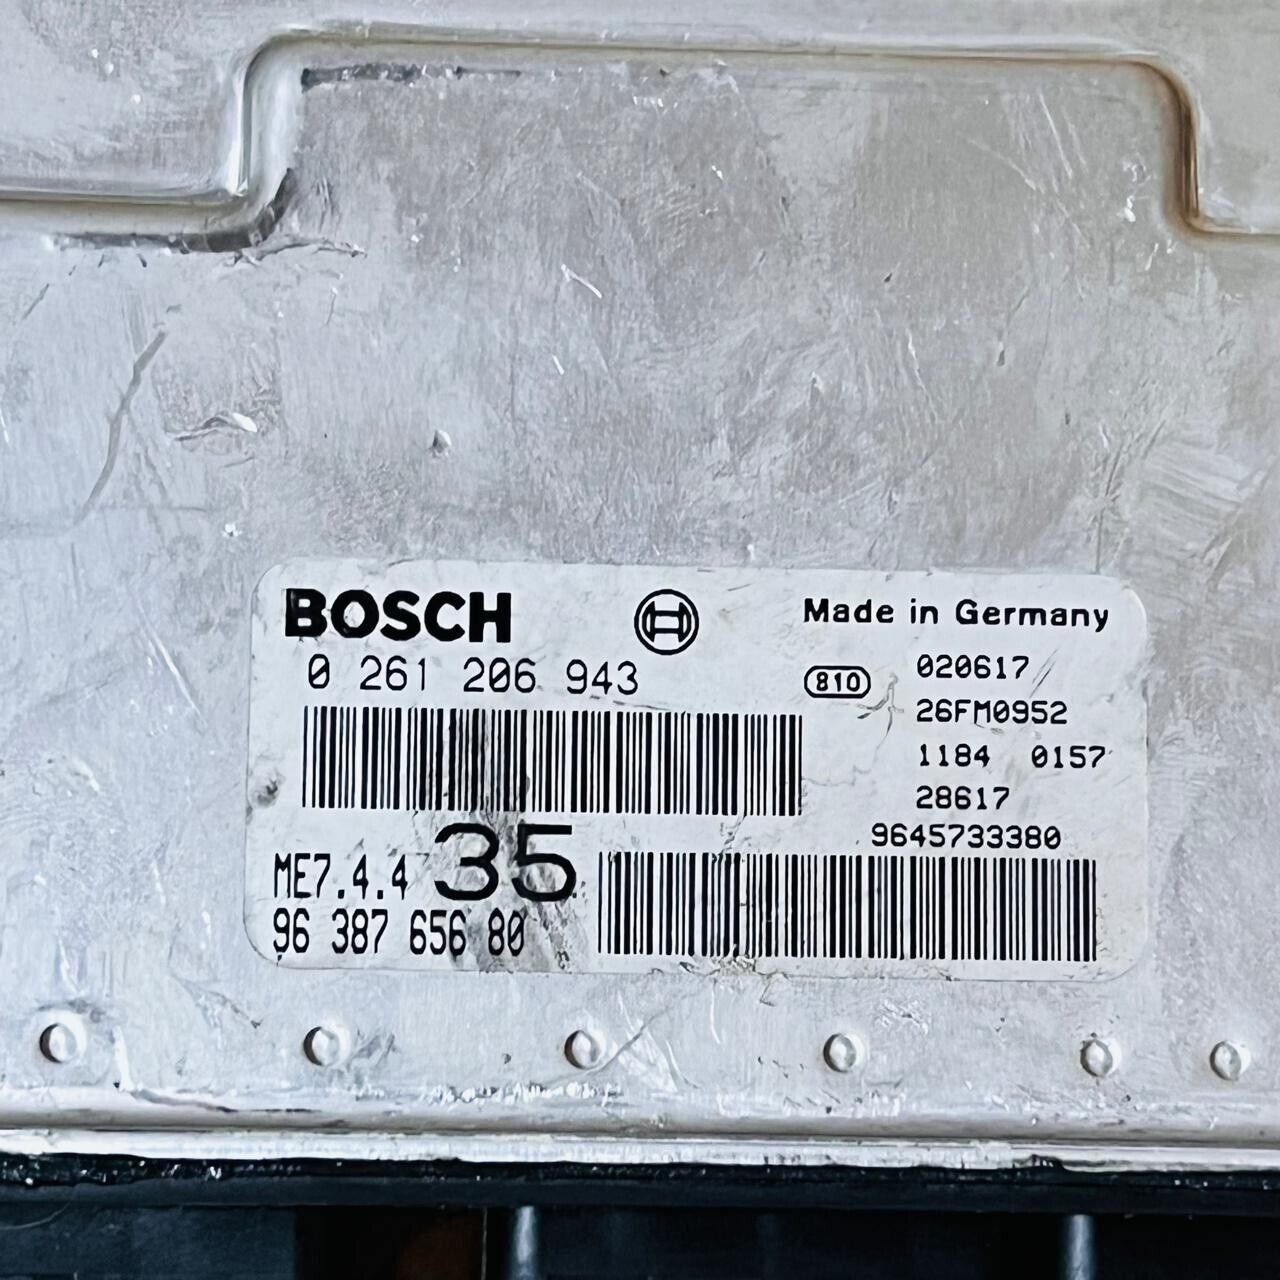 BOSCH
Made in Germany
0 261 206 943
810
020617
26FM0952
1184 0157
28617
9645733380
ME7.4.4 35
96 387 656 80